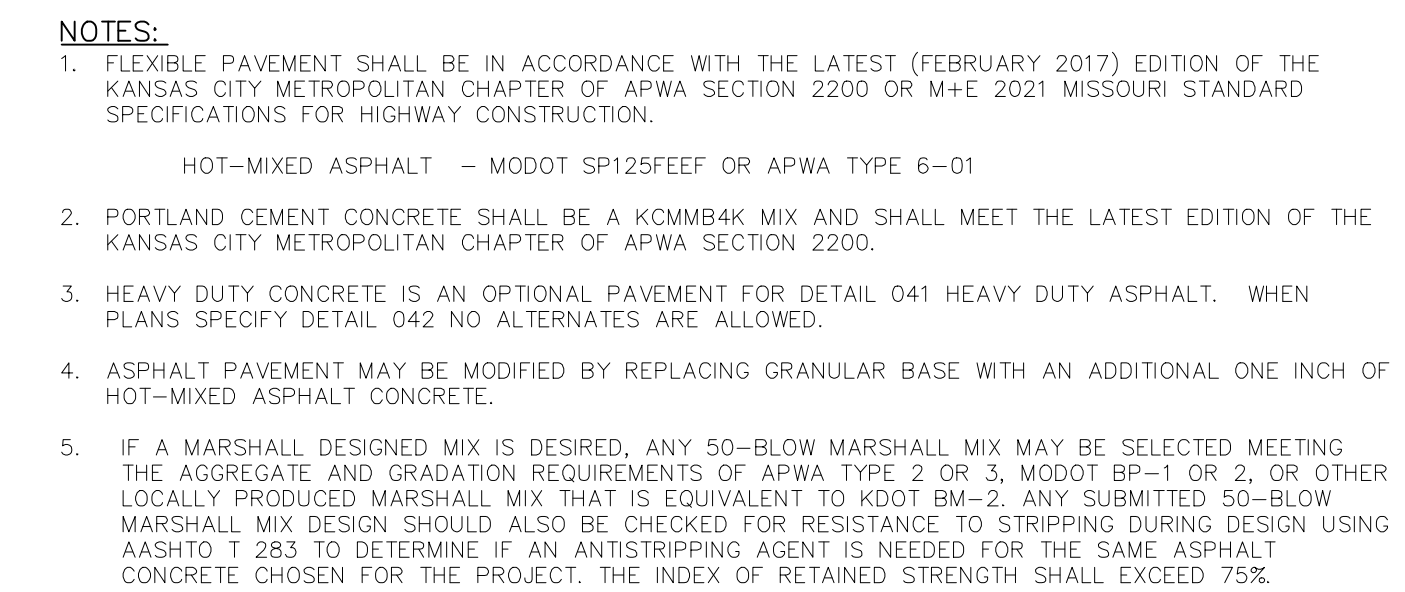 NOTES:
1. FLEXIBLE PAVEMENT SHALL BE IN ACCORDANCE WITH THE LATEST (FEBRUARY 2017) EDITION OF THE
KANSAS CITY METROPOLITAN CHAPTER OF APWA SECTION 2200 OR M+E 2021 MISSOURI STANDARD
SPECIFICATIONS FOR HIGHWAY CONSTRUCTION.
HOT-MIXED ASPHALT - MODOT SP125FEEF OR APWA TYPE 6-01
2. PORTLAND CEMENT CONCRETE SHALL BE A KCMMB4K MIX AND SHALL MEET THE LATEST EDITION OF THE
KANSAS CITY METROPOLITAN CHAPTER OF APWA SECTION 2200.
3. HEAVY DUTY CONCRETE IS AN OPTIONAL PAVEMENT FOR DETAIL 041 HEAVY DUTY ASPHALT. WHEN
PLANS SPECIFY DETAIL 042 NO ALTERNATES ARE ALLOWED.
4. ASPHALT PAVEMENT MAY BE MODIFIED BY REPLACING GRANULAR BASE WITH AN ADDITIONAL ONE INCH OF
HOT-MIXED ASPHALT CONCRETE.
5. IF A MARSHALL DESIGNED MIX IS DESIRED, ANY 50-BLOW MARSHALL MIX MAY BE SELECTED MEETING
THE AGGREGATE AND GRADATION REQUIREMENTS OF APWA TYPE 2 OR 3, MODOT BP-1 OR 2, OR OTHER
LOCALLY PRODUCED MARSHALL MIX THAT IS EQUIVALENT TO KDOT BM-2. ANY SUBMITTED 50-BLOW
MARSHALL MIX DESIGN SHOULD ALSO BE CHECKED FOR RESISTANCE TO STRIPPING DURING DESIGN USING
AASHTO T 283 TO DETERMINE IF AN ANTISTRIPPING AGENT IS NEEDED FOR THE SAME ASPHALT
CONCRETE CHOSEN FOR THE PROJECT. THE INDEX OF RETAINED STRENGTH SHALL EXCEED 75%.